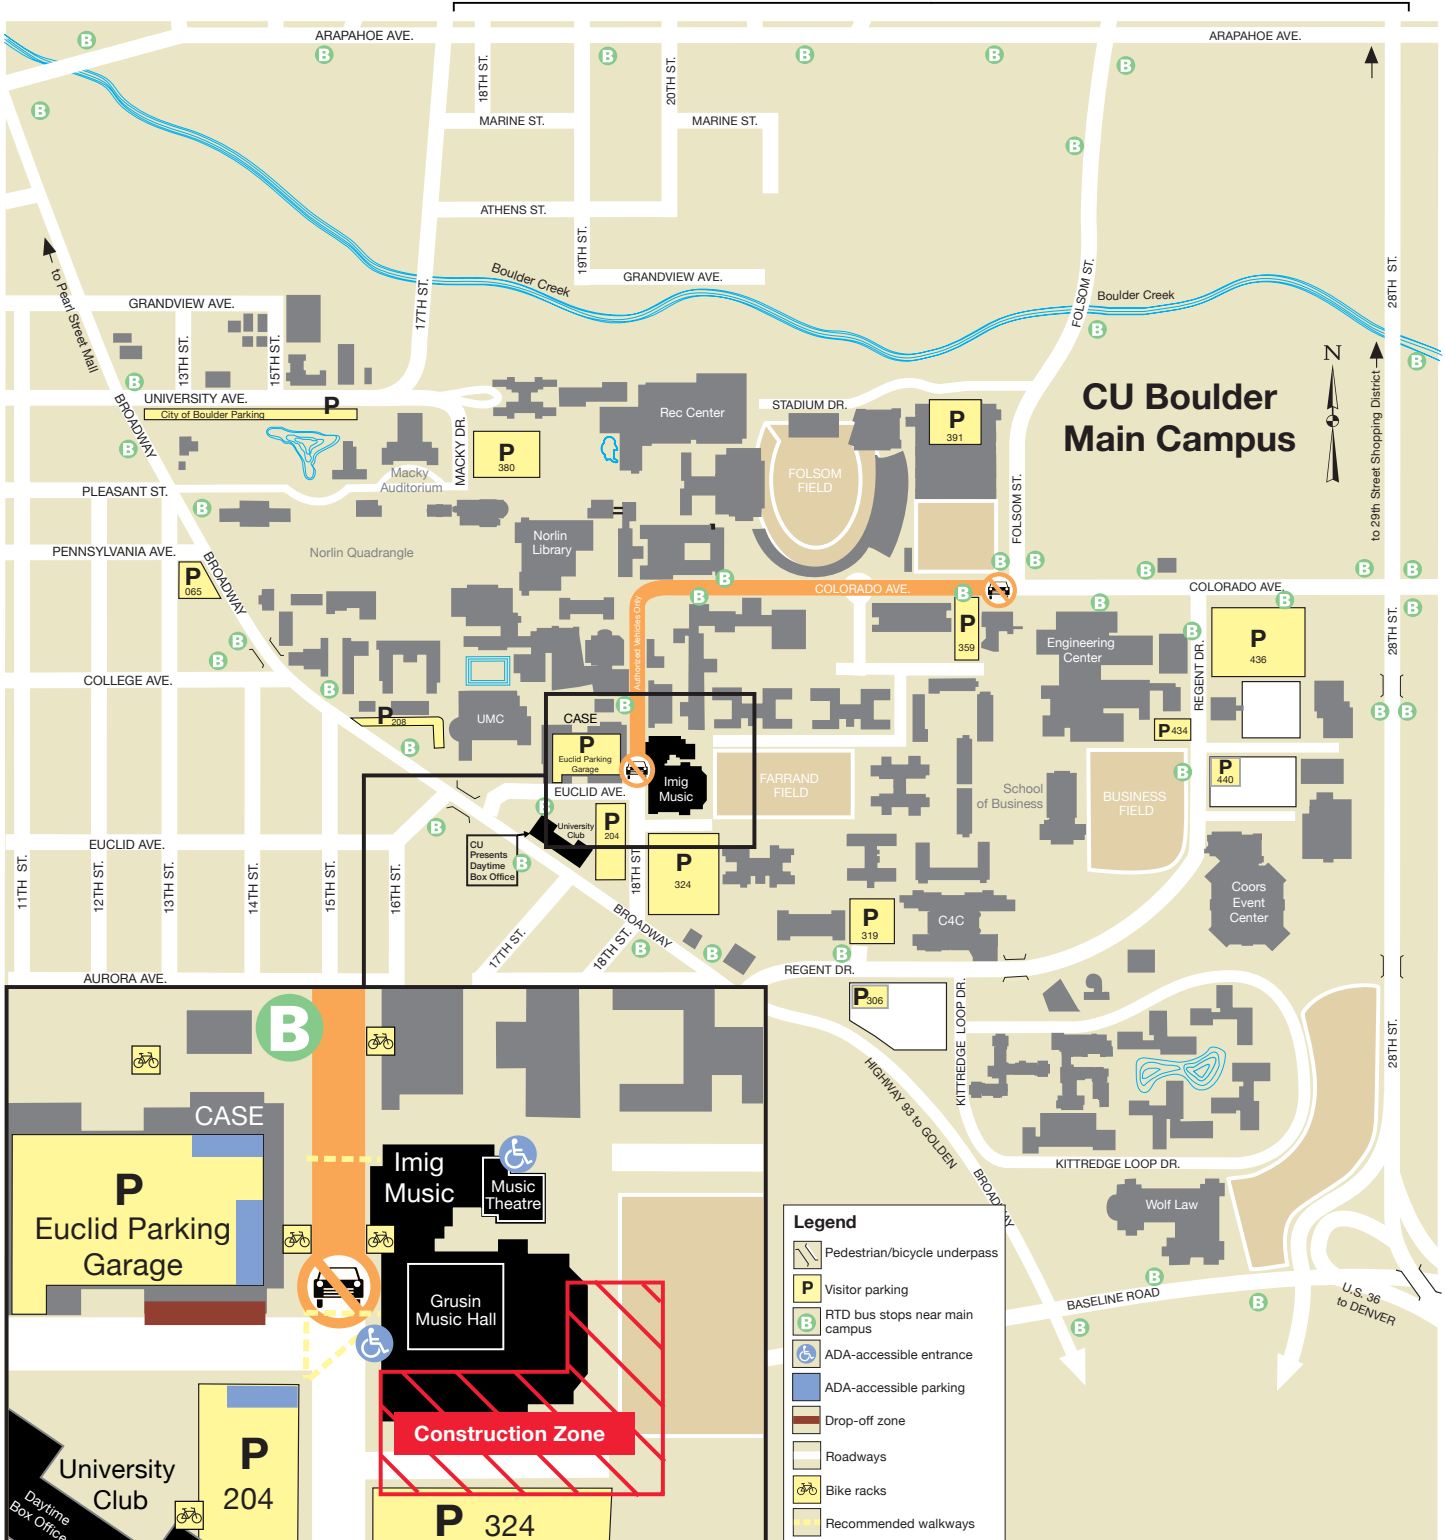 ARAPAHOE AVE.
ARAPAHOE AVE.
B
B
B
B
B
B
B
B
18TH ST.
20TH ST.
MARINE ST.
MARINE ST.
ATHENS ST.
19TH ST.
GRANDVIEW AVE.
Boulder Creek
Boulder Creek
17TH ST.
FOLSOM ST.
28TH ST.
to Pearl Street Mall
GRANDVIEW AVE.
13TH ST.
15TH ST.
UNIVERSITY AVE.
P
City of Boulder Parking
BROADWAY
MACKY DR.
Macky
Auditorium
P
380
Rec Center
STADIUM DR.
FOLSOM
FIELD
P
391
CU Boulder
Main Campus
N
to 29th Street Shopping District
FOLSOM ST.
PLEASANT ST.
PENNSYLVANIA AVE.
P
065
BROADWAY
Norlin Quadrangle
Norlin
Library
COLORADO AVE.
COLORADO AVE.
Authorized Vehicles Only
P
359
Engineering
Center
REGENT DR.
P
436
28TH ST.
COLLEGE AVE.
P
208
UMC
CASE
P
Euclid Parking
Garage
EUCLID AVE.
Imig
Music
FARRAND
FIELD
P 434
P
440
School
of Business
BUSINESS
FIELD
University
Club
P
204
CU
Presents
Daytime
Box Office
EUCLID AVE.
11TH ST.
12TH ST.
13TH ST.
14TH ST.
15TH ST.
16TH ST.
18TH ST.
P
324
17TH ST.
18TH ST.
BROADWAY
P
319
C4C
Coors
Event
Center
AURORA AVE.
REGENT DR.
P 306
KITTREDGE LOOP DR.
28TH ST.
HIGHWAY 93 to GOLDEN
BROADWAY
KITTREDGE LOOP DR.
Wolf Law
BASELINE ROAD
U.S. 36
to DENVER
B
CASE
P
Euclid Parking
Garage
Imig
Music
Music
Theatre
Grusin
Music Hall
Construction Zone
University
Club
Daytime
Box Office
P
204
P 324
Legend
Pedestrian/bicycle underpass
P Visitor parking
B RTD bus stops near main
campus
ADA-accessible entrance
ADA-accessible parking
Drop-off zone
Roadways
Bike racks
Recommended walkways